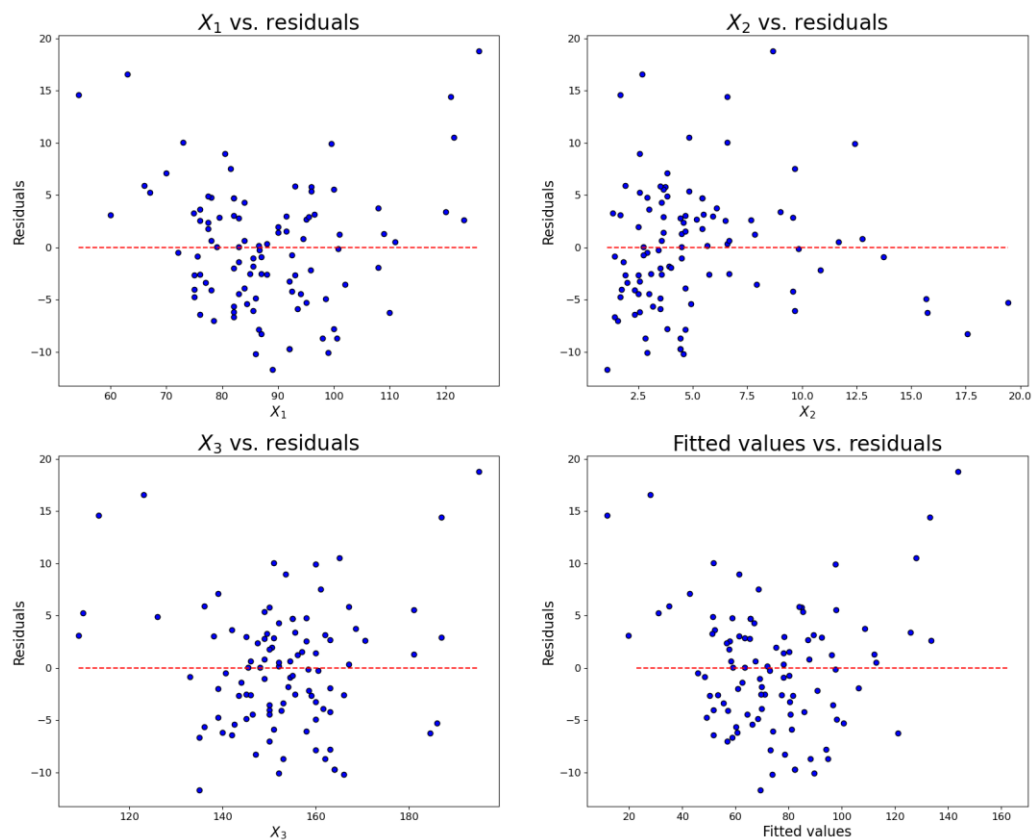 X₁ vs. residuals
Residuals
20
15
10
5
0
−5
−10
60 70 80 90 100 110 120
X₁
X₂ vs. residuals
Residuals
20
15
10
5
0
−5
−10
2.5 5.0 7.5 10.0 12.5 15.0 17.5 20.0
X₂
X₃ vs. residuals
Residuals
20
15
10
5
0
−5
−10
120 140 160 180
X₃
Fitted values vs. residuals
Residuals
20
15
10
5
0
−5
−10
20 40 60 80 100 120 140 160
Fitted values